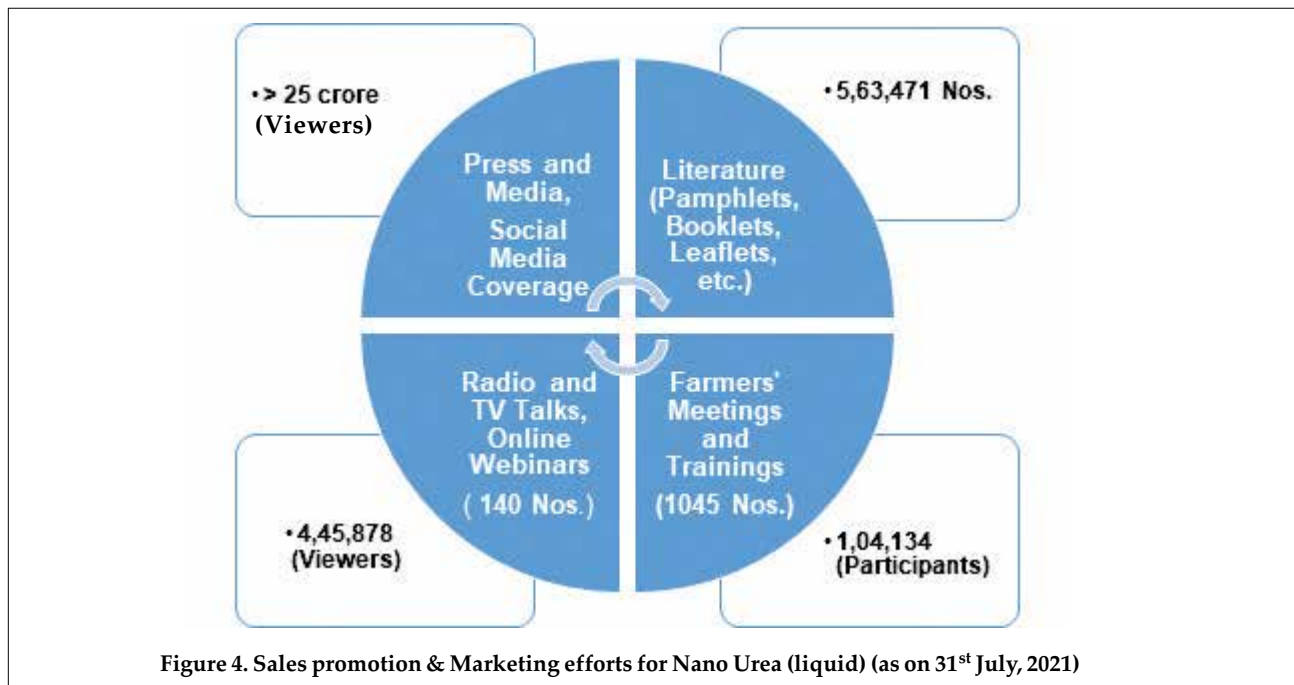 •> 25 crore
(Viewers)
Press and
Media,
Social
Media
Coverage
•5,63,471 Nos.
Literature
(Pamphlets,
Booklets,
Leaflets,
etc.)
Radio and
TV Talks,
Online
Webinars
( 140 Nos.)
•4,45,878
(Viewers)
Farmers'
Meetings
and
Trainings
(1045 Nos.)
•1,04,134
(Participants)
Figure 4. Sales promotion & Marketing efforts for Nano Urea (liquid) (as on 31st July, 2021)